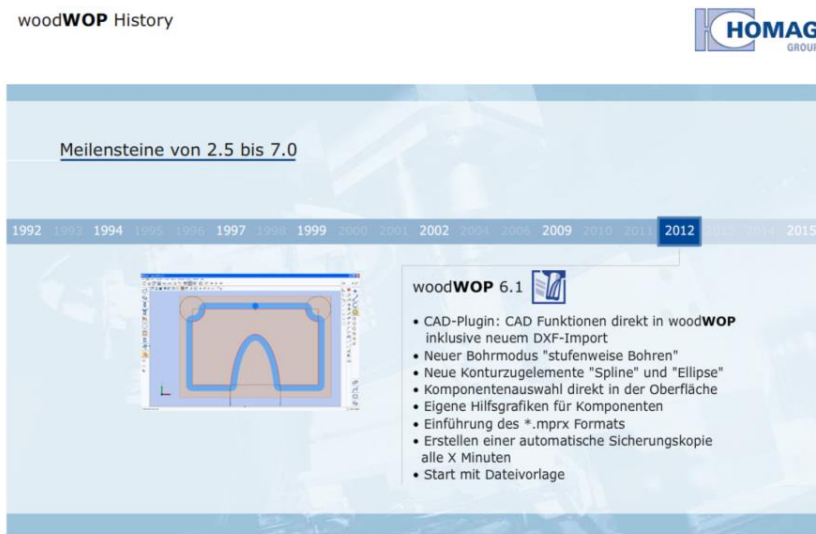 woodWOP History
HOMAG
GROUP
Meilensteine von 2.5 bis 7.0
1992 1993 1994 1995 1996 1997 1998 1999 2000 2001 2002 2004 2006 2009 2010 2011 2012 2013 2014 2015
woodWOP 6.1
• CAD-Plugin: CAD Funktionen direkt in woodWOP
inklusive neuem DXF-Import
• Neuer Bohrmodus "stufenweise Bohren"
• Neue Konturzugelemente "Spline" und "Ellipse"
• Komponentenauswahl direkt in der Oberfläche
• Eigene Hilfsgrafiken für Komponenten
• Einführung des *.mprx Formats
• Erstellen einer automatische Sicherungskopie
alle X Minuten
• Start mit Dateivorlage